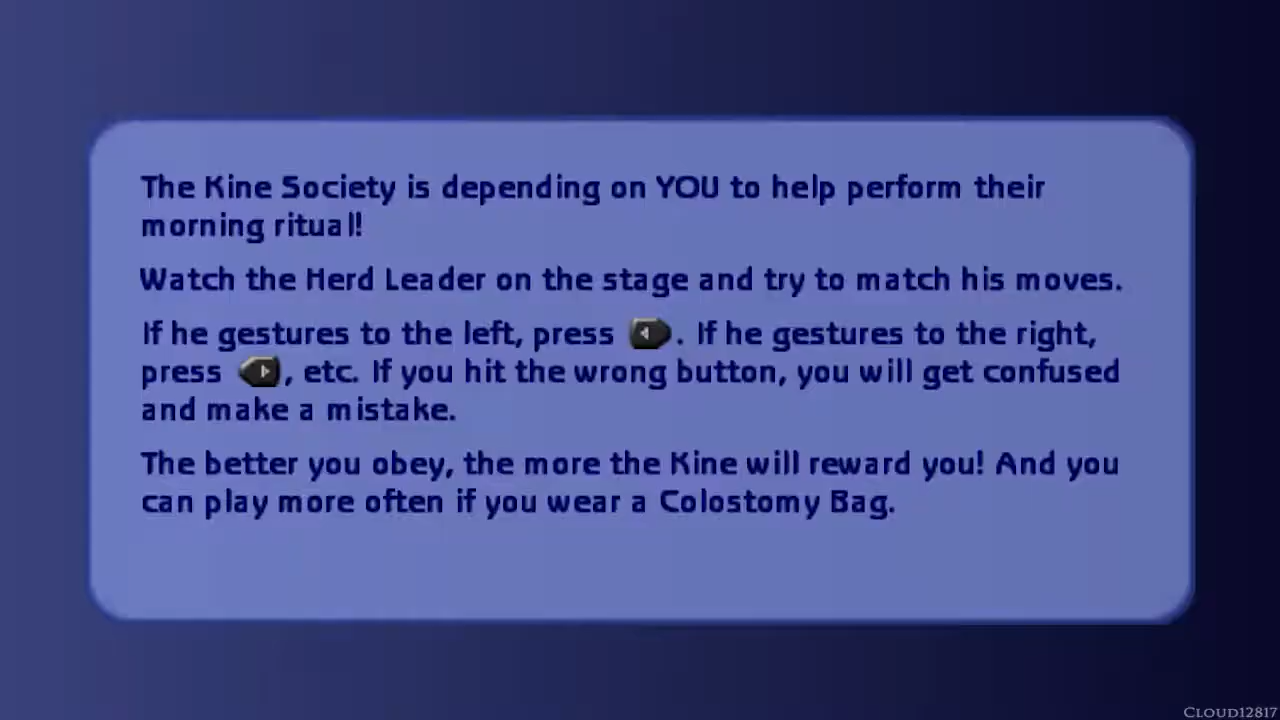 The Kine Society is depending on YOU to help perform their
morning ritual!
Watch the Herd Leader on the stage and try to match his moves.
If he gestures to the left, press . If he gestures to the right,
press , etc. If you hit the wrong button, you will get confused
and make a mistake.
The better you obey, the more the Kine will reward you! And you
can play more often if you wear a Colostomy Bag.
Cloud12817